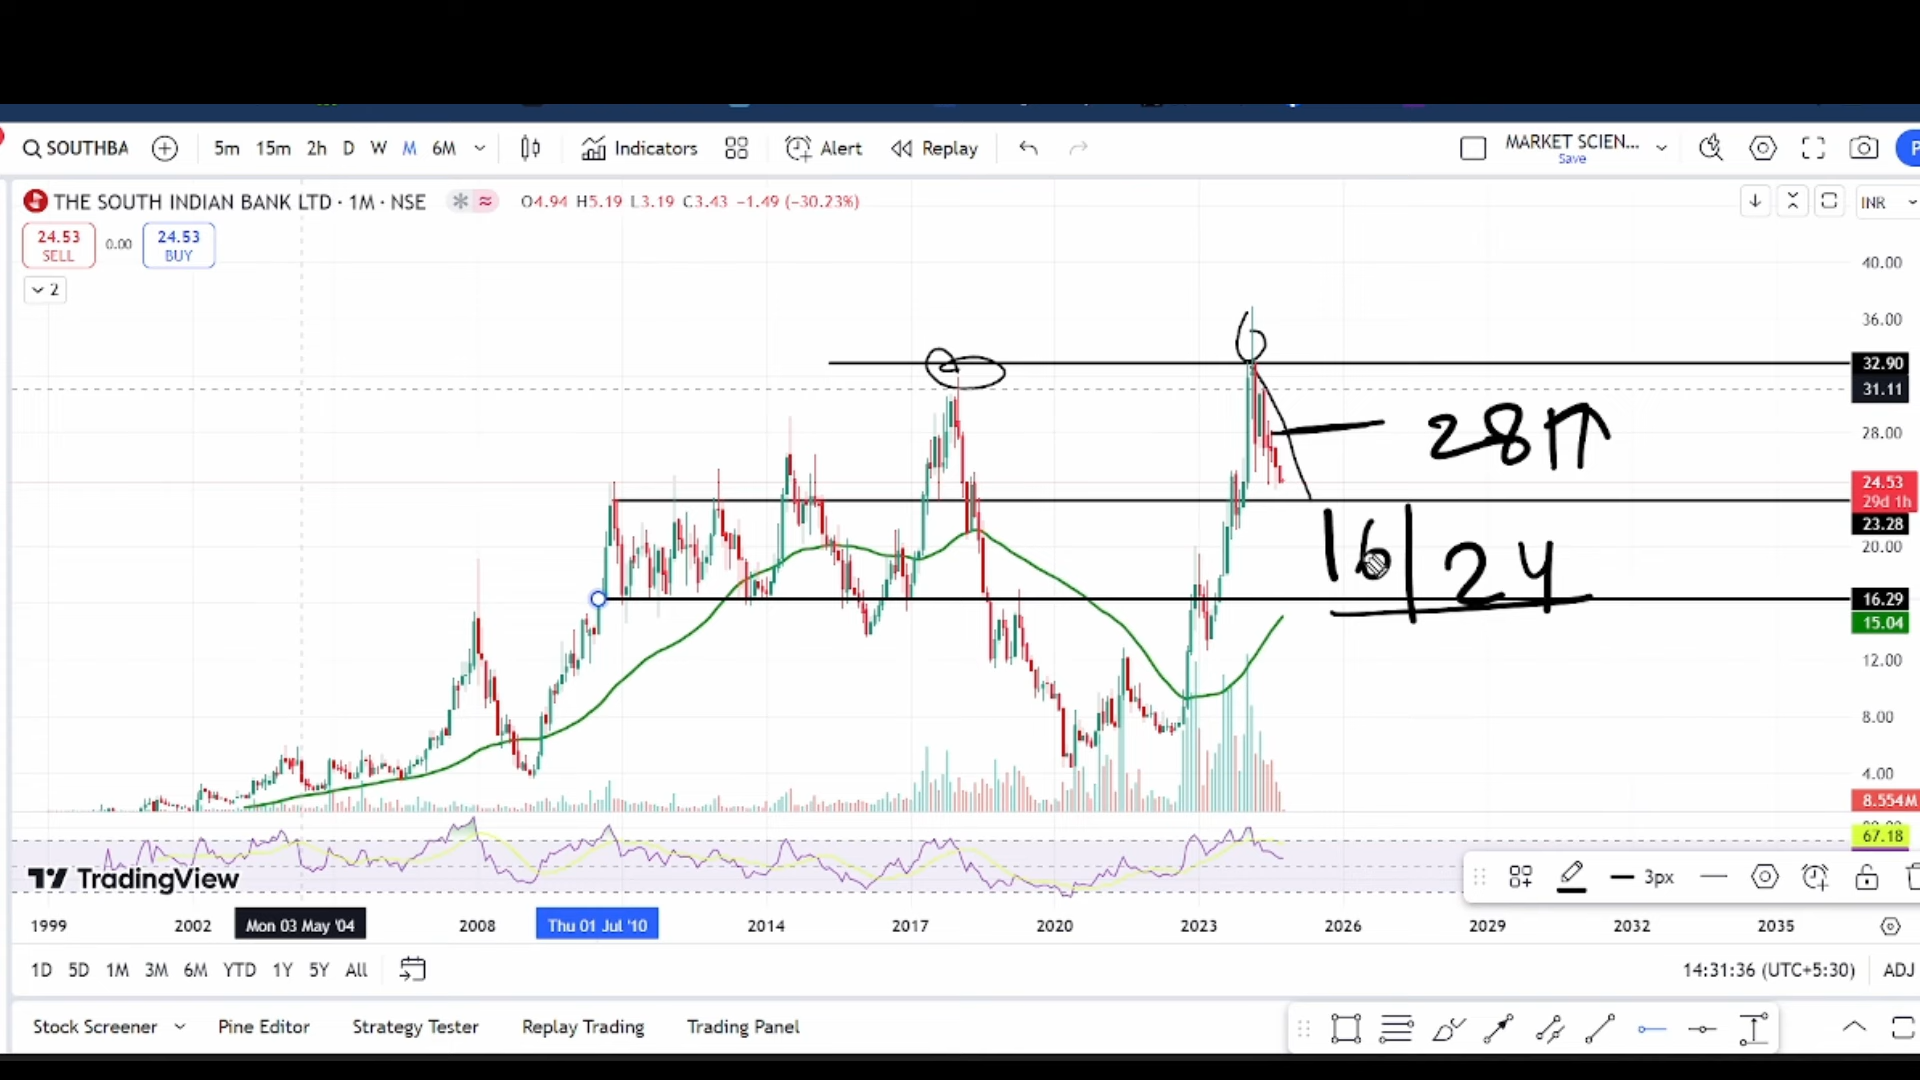 SOUTHBA 5m 15m 2h D W M 6M Indicators Alert Replay MARKET SCIEN...
Save
THE SOUTH INDIAN BANK LTD · 1M · NSE O4.94 H5.19 L3.19 C3.43 −1.49 (−30.23%) INR
24.53 0.00 24.53
SELL BUY
2
40.00
36.00
32.90
31.11
28 ↑
28.00
24.53
29d 1h
23.28
16 | 24
20.00
16.29
15.04
12.00
8.00
4.00
8.554M
67.18
TradingView
3px
1999 2002 Mon 03 May '04 2008 Thu 01 Jul '10 2014 2017 2020 2023 2026 2029 2032 2035
1D 5D 1M 3M 6M YTD 1Y 5Y All 14:31:36 (UTC+5:30) ADJ
Stock Screener Pine Editor Strategy Tester Replay Trading Trading Panel